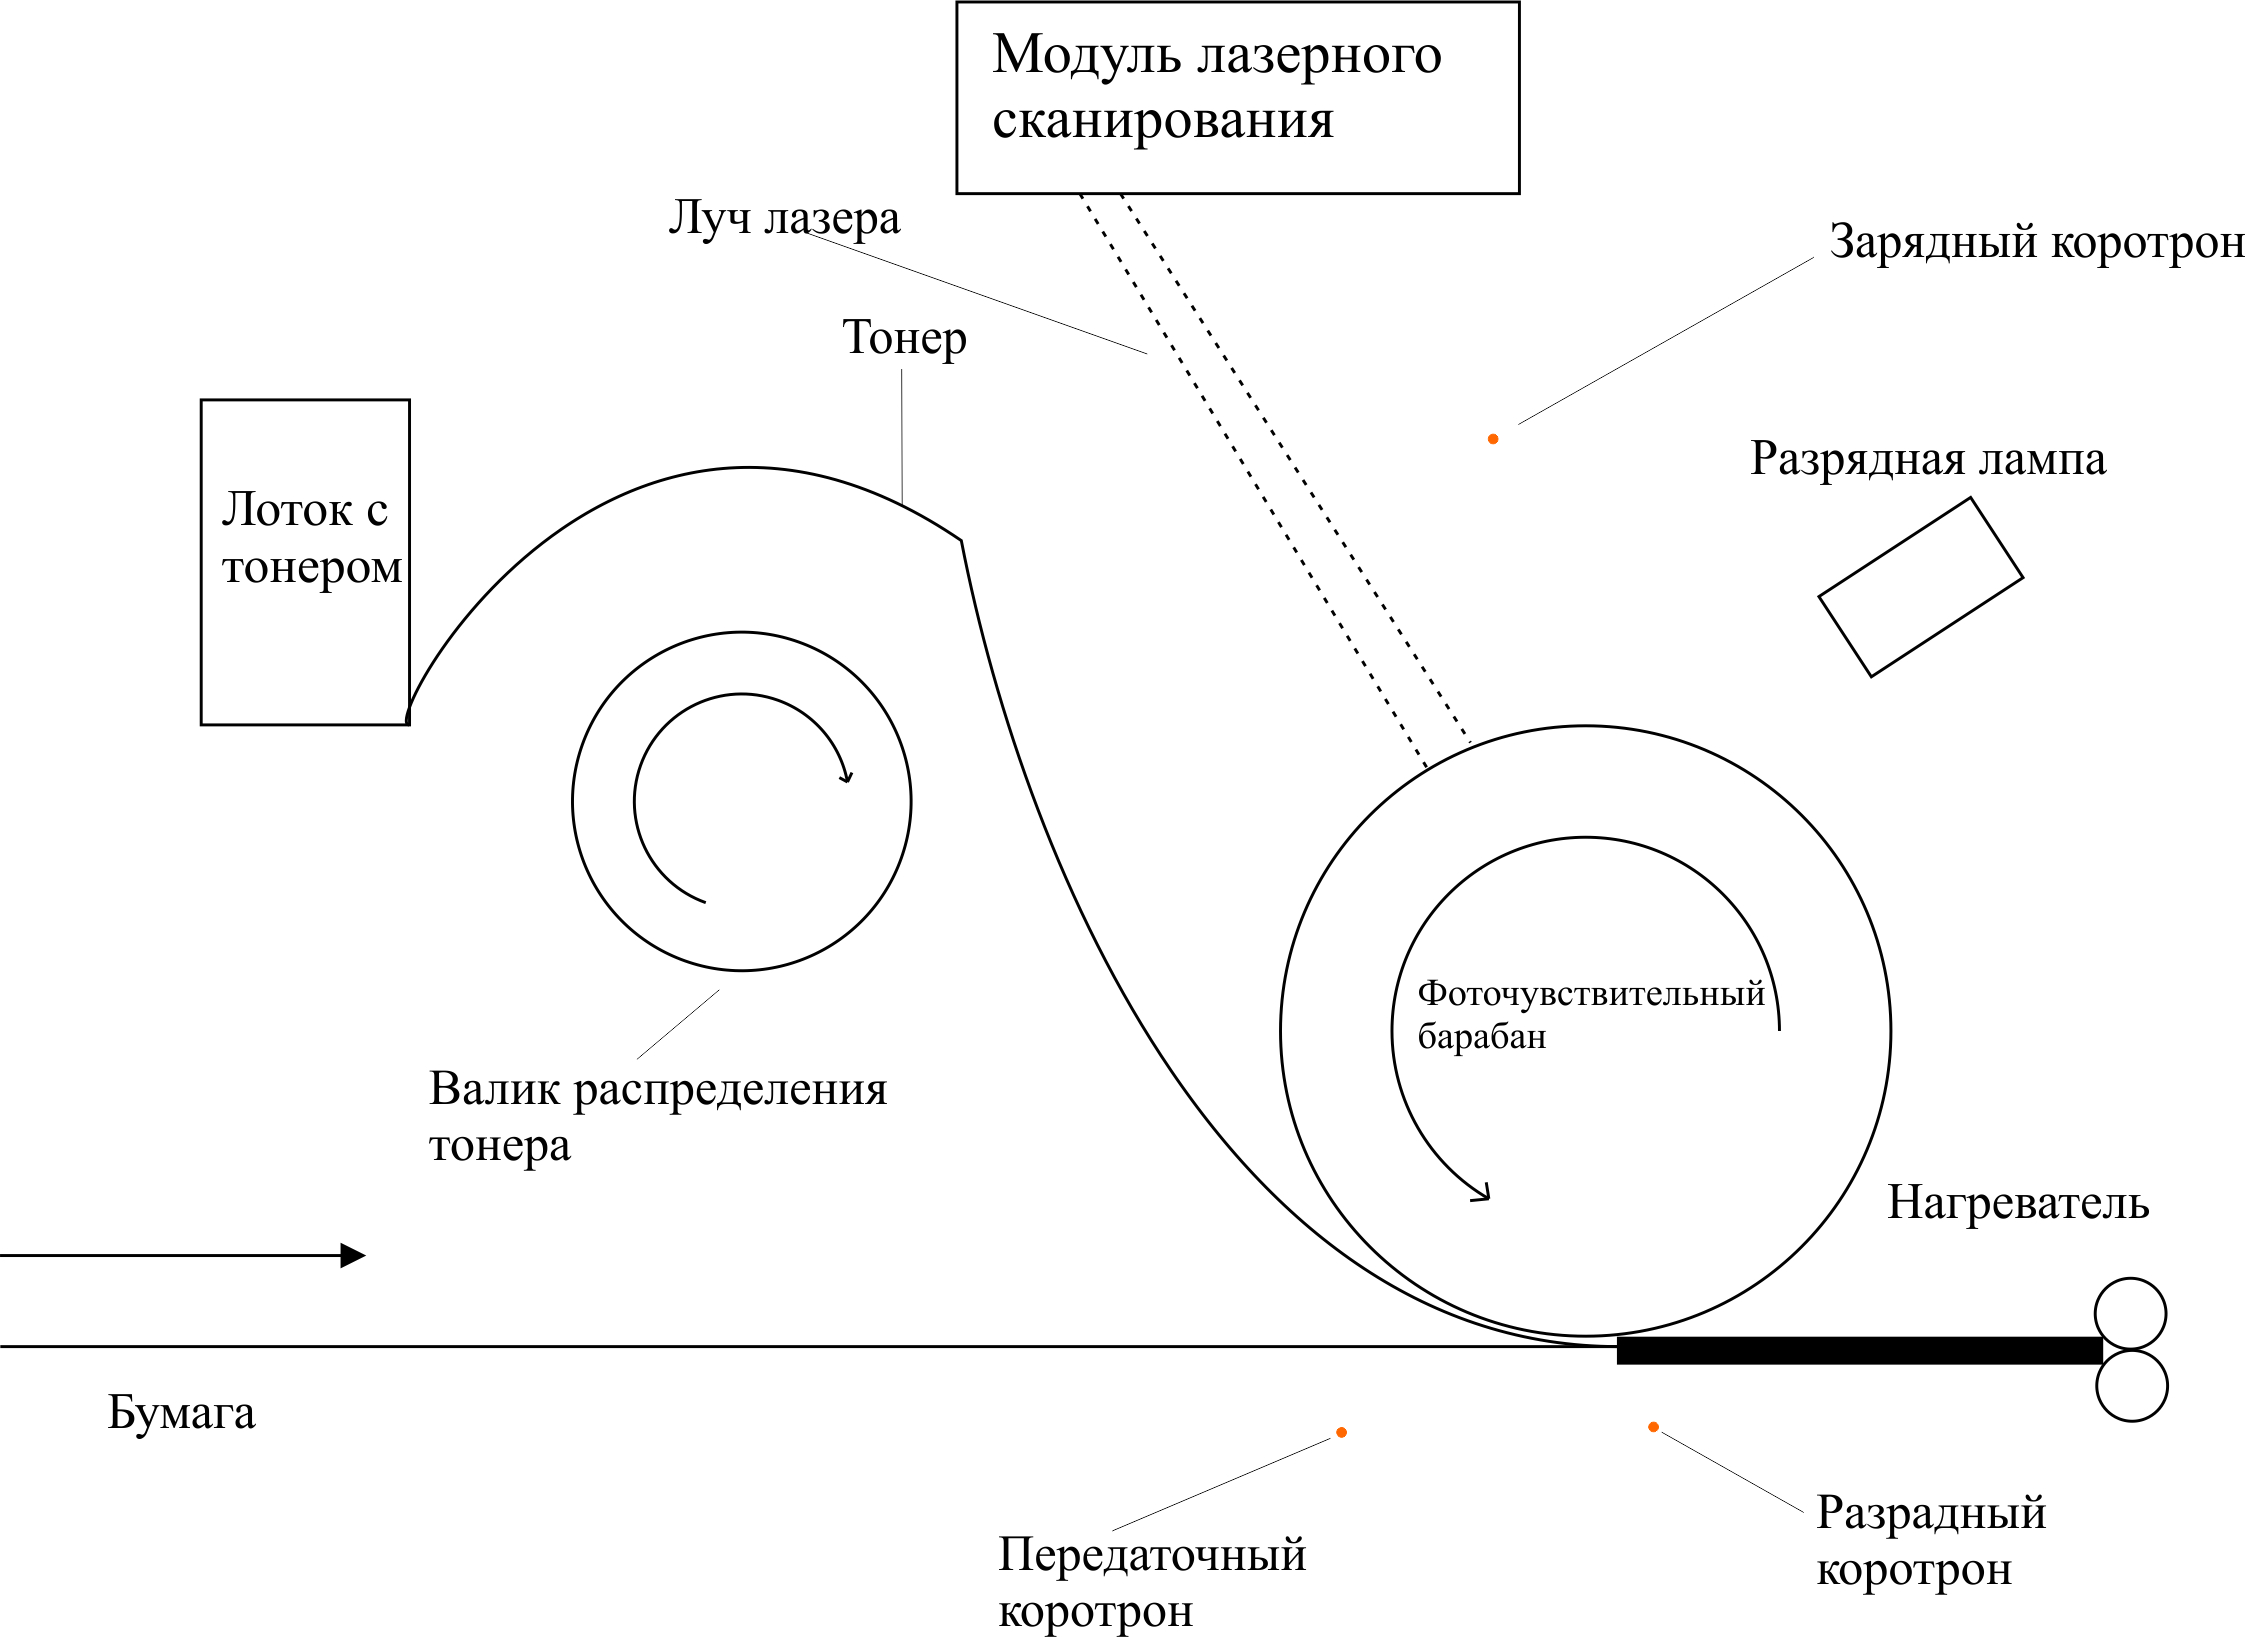 Модуль лазерного
сканирования
Луч лазера
Зарядный коротрон
Тонер
Разрядная лампа
Лоток с
тонером
Фоточувствительный
барабан
Валик распределения
тонера
Нагреватель
Бумага
Передаточный
коротрон
Разрадный
коротрон